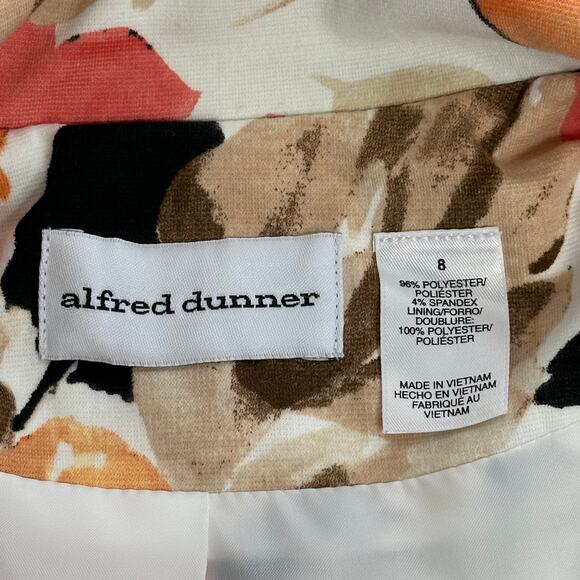 alfred dunner
8
96% POLYESTER/
POLIÉSTER
4% SPANDEX
LINING/FORRO/
DOUBLURE:
100% POLYESTER/
POLIÉSTER
MADE IN VIETNAM
HECHO EN VIETNAM
FABRIQUÉ AU
VIETNAM